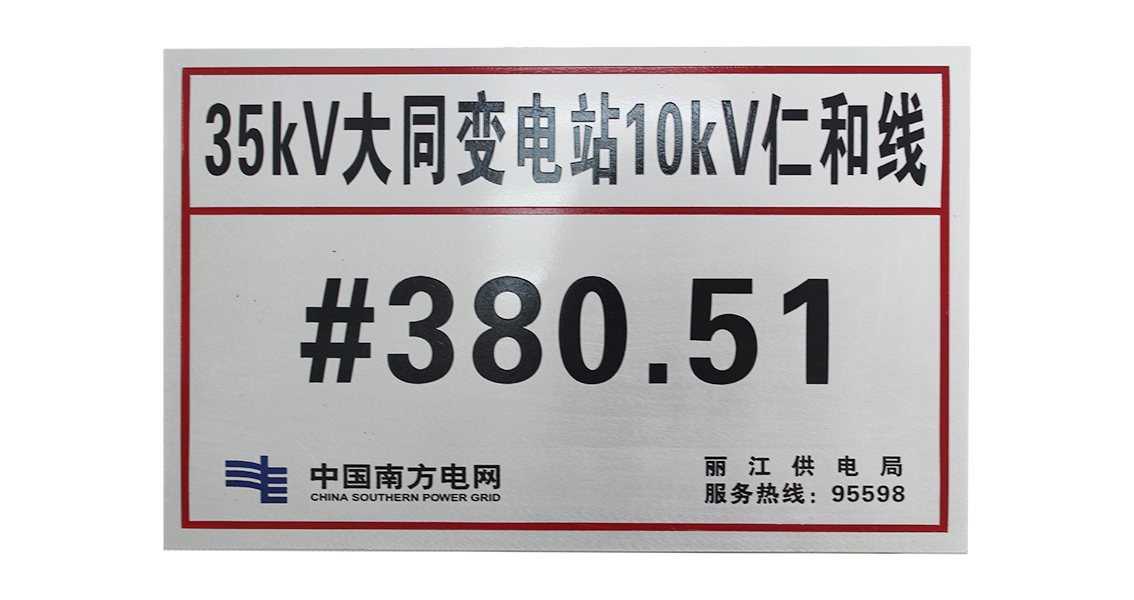 35kV大同变电站10kV仁和线
#380.51
中国南方电网
CHINA SOUTHERN POWER GRID
丽江供电局
服务热线：95598